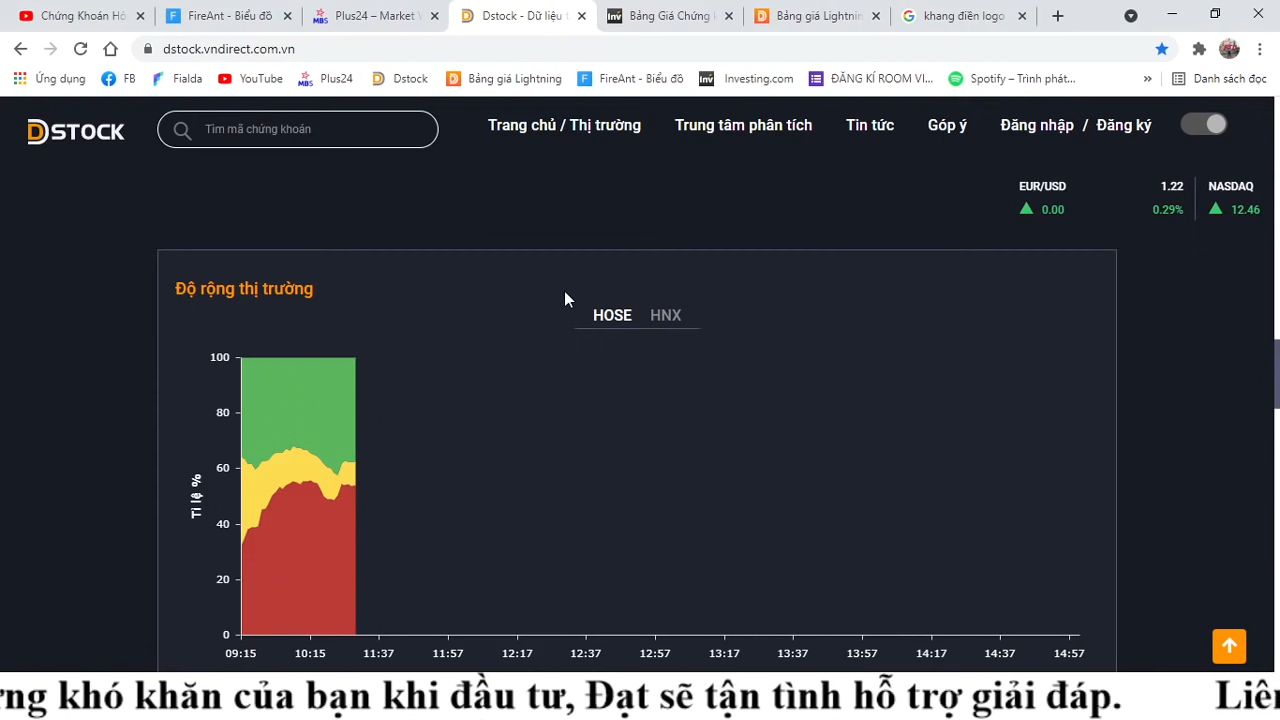 Chứng Khoán Hô
FireAnt - Biểu đồ
MBS
Plus24 – Market
Dstock - Dữ liệu
Inv
Bảng Giá Chứng
Bảng giá Lightnin
khang điền logo
dstock.vndirect.com.vn
Ứng dụng
FB
Fialda
YouTube
MBS
Plus24
Dstock
Bảng giá Lightning
FireAnt - Biểu đồ
Inv
Investing.com
ĐĂNG KÍ ROOM VI...
Spotify – Trình phát...
»
Danh sách đọc
DSTOCK
Tìm mã chứng khoán
Trang chủ / Thị trường
Trung tâm phân tích
Tin tức
Góp ý
Đăng nhập / Đăng ký
EUR/USD 1.22 NASDAQ
0.00 0.29% 12.46
Độ rộng thị trường
HOSE HNX
Tỉ lệ %
100
80
60
40
20
0
09:15 10:15 11:37 11:57 12:17 12:37 12:57 13:17 13:37 13:57 14:17 14:37 14:57
khó khăn của bạn khi đầu tư, Đạt sẽ tận tình hỗ trợ giải đáp. Liên